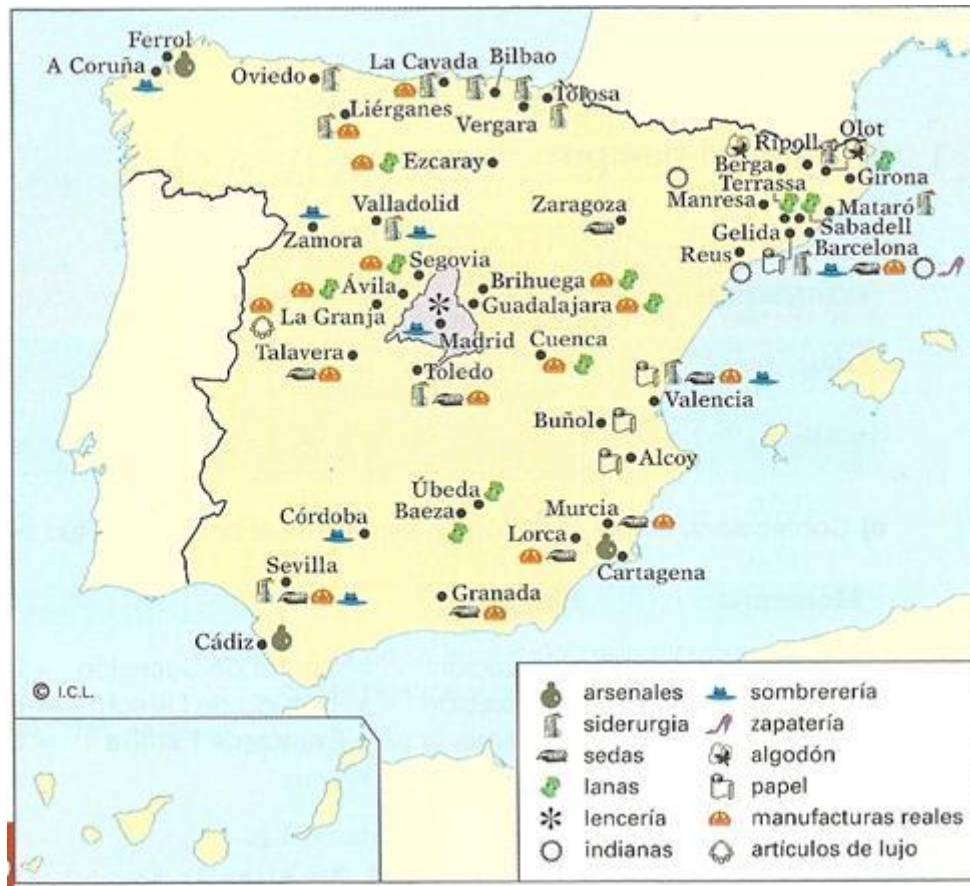 Ferrol
A Coruña
Oviedo
La Cavada
Bilbao
Tolosa
Liérganes
Vergara
Ezcaray
Ripoll
Olot
Berga
Terrassa
Girona
Manresa
Mataró
Valladolid
Zaragoza
Zamora
Gelida
Sabadell
Reus
Barcelona
Segovia
Ávila
Brihuega
La Granja
Guadalajara
Madrid
Talavera
Cuenca
Toledo
Valencia
Buñol
Alcoy
Úbeda
Baeza
Murcia
Córdoba
Lorca
Cartagena
Sevilla
Granada
Cádiz
© I.C.L.
arsenales
siderurgia
sedas
lanas
lencería
indianas
sombrerería
zapatería
algodón
papel
manufacturas reales
artículos de lujo